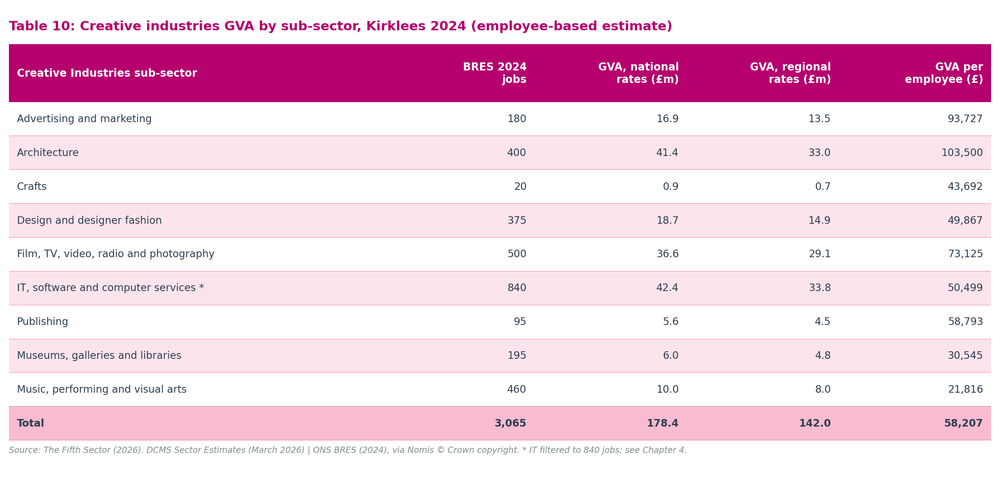 Table 10: Creative industries GVA by sub-sector, Kirklees 2024 (employee-based estimate)
Creative Industries sub-sector | BRES 2024 jobs | GVA, national rates (£m) | GVA, regional rates (£m) | GVA per employee (£)
Advertising and marketing | 180 | 16.9 | 13.5 | 93,727
Architecture | 400 | 41.4 | 33.0 | 103,500
Crafts | 20 | 0.9 | 0.7 | 43,692
Design and designer fashion | 375 | 18.7 | 14.9 | 49,867
Film, TV, video, radio and photography | 500 | 36.6 | 29.1 | 73,125
IT, software and computer services * | 840 | 42.4 | 33.8 | 50,499
Publishing | 95 | 5.6 | 4.5 | 58,793
Museums, galleries and libraries | 195 | 6.0 | 4.8 | 30,545
Music, performing and visual arts | 460 | 10.0 | 8.0 | 21,816
Total | 3,065 | 178.4 | 142.0 | 58,207
Source: The Fifth Sector (2026). DCMS Sector Estimates (March 2026) | ONS BRES (2024), via Nomis © Crown copyright. * IT filtered to 840 jobs; see Chapter 4.